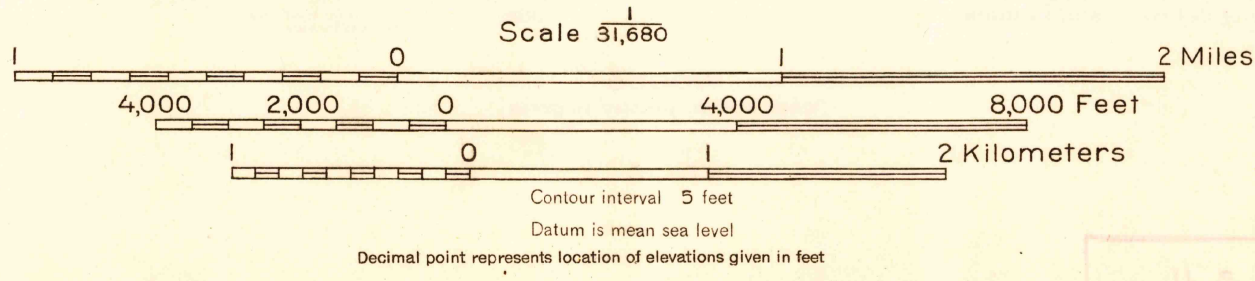 Scale 1/31,680
1 0 1 2 Miles
4,000 2,000 0 4,000 8,000 Feet
1 0 1 2 Kilometers
Contour interval 5 feet
Datum is mean sea level
Decimal point represents location of elevations given in feet